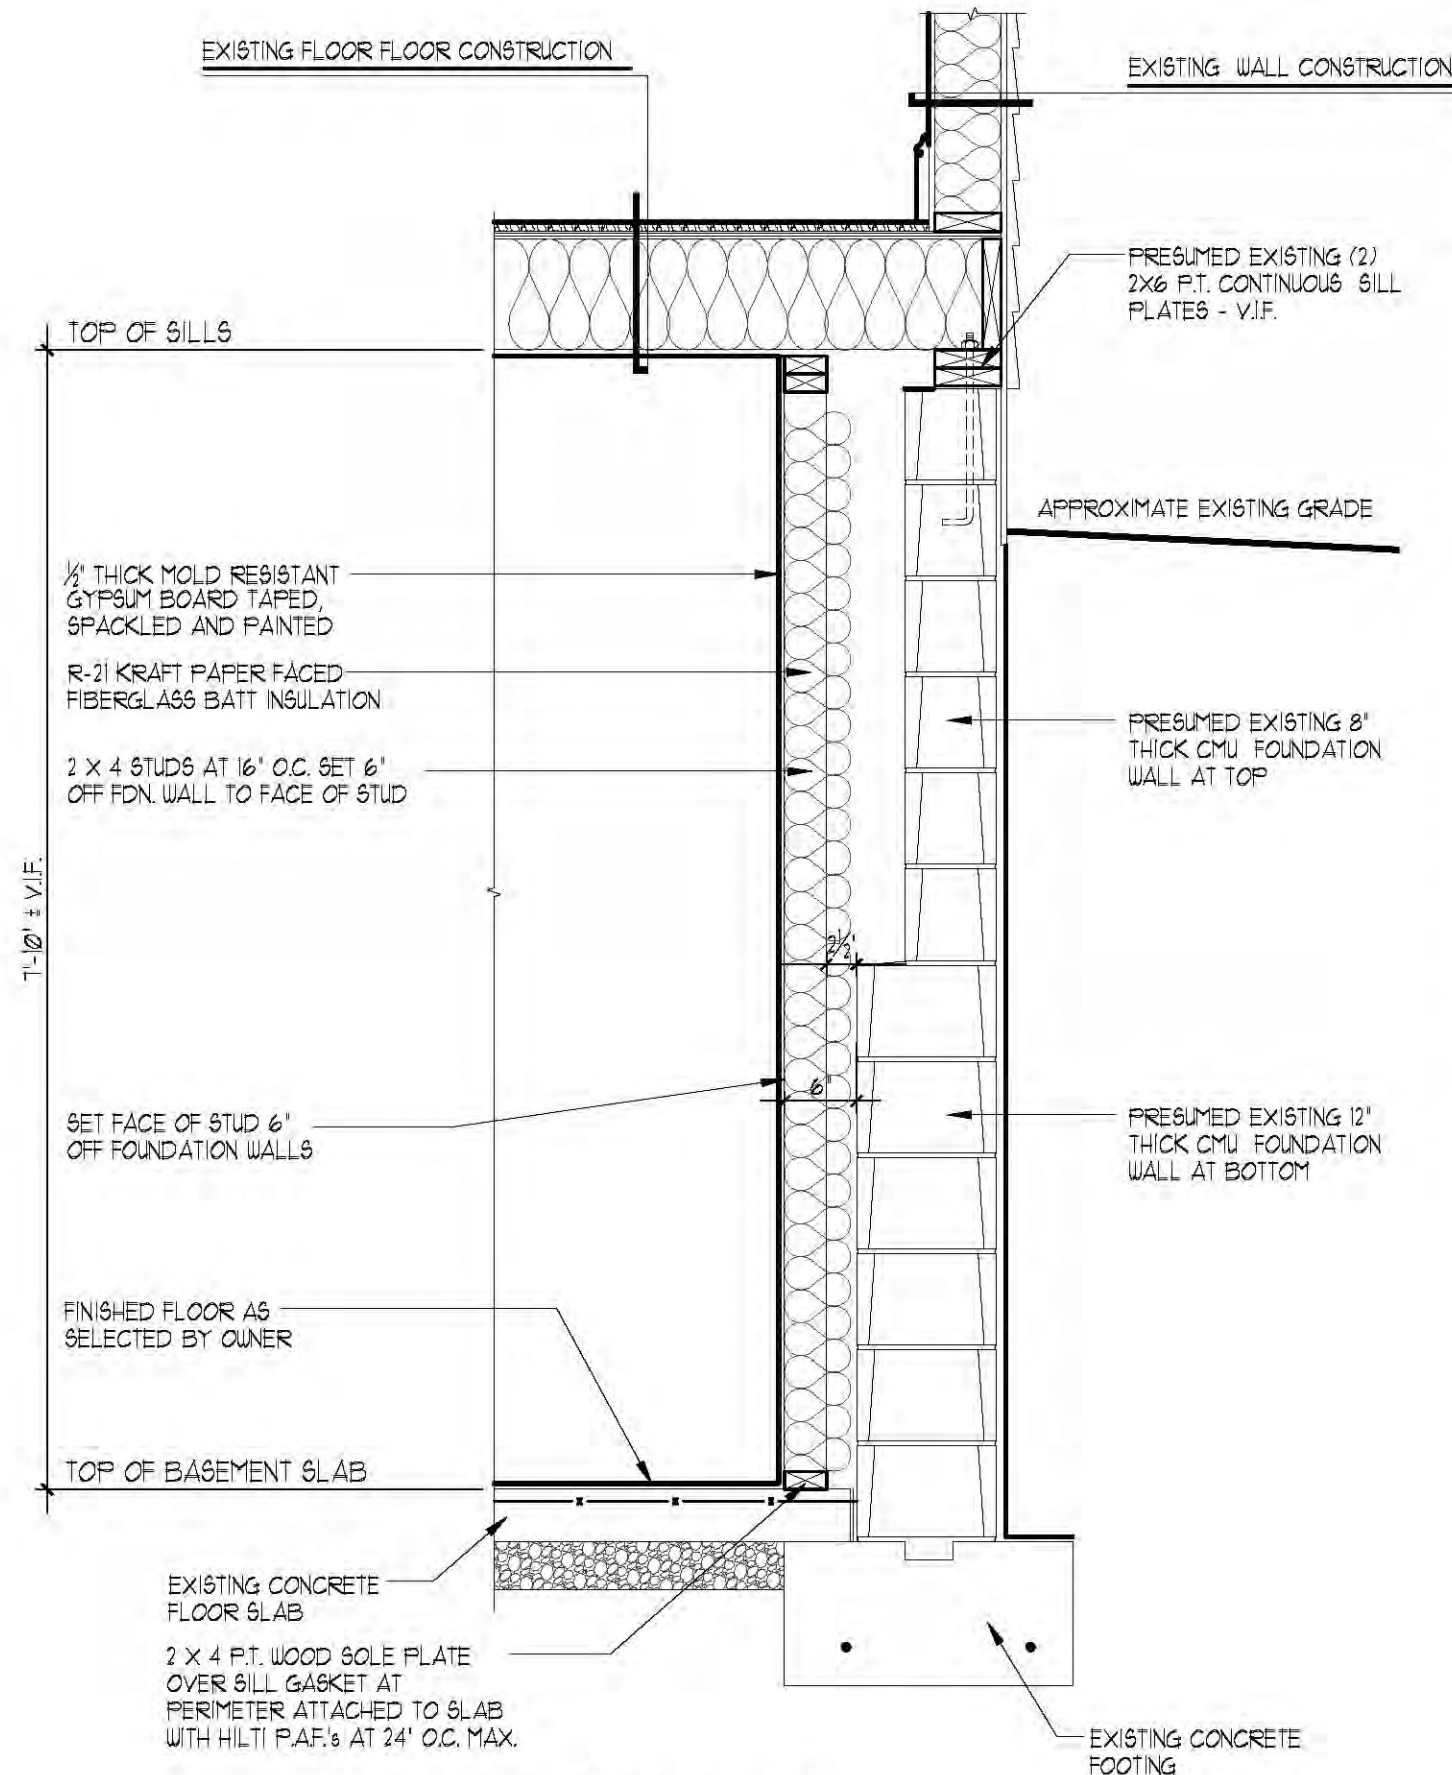 EXISTING FLOOR FLOOR CONSTRUCTION
EXISTING WALL CONSTRUCTION
PRESUMED EXISTING (2)
2X6 P.T. CONTINUOUS SILL
PLATES - V.I.F.
TOP OF SILLS
APPROXIMATE EXISTING GRADE
½" THICK MOLD RESISTANT
GYPSUM BOARD TAPED,
SPACKLED AND PAINTED
R-21 KRAFT PAPER FACED
FIBERGLASS BATT INSULATION
2 X 4 STUDS AT 16" O.C. SET 6"
OFF FDN. WALL TO FACE OF STUD
PRESUMED EXISTING 8"
THICK CMU FOUNDATION
WALL AT TOP
7'-10" ± V.I.F.
2½"
6"
SET FACE OF STUD 6"
OFF FOUNDATION WALLS
PRESUMED EXISTING 12"
THICK CMU FOUNDATION
WALL AT BOTTOM
FINISHED FLOOR AS
SELECTED BY OWNER
TOP OF BASEMENT SLAB
EXISTING CONCRETE
FLOOR SLAB
2 X 4 P.T. WOOD SOLE PLATE
OVER SILL GASKET AT
PERIMETER ATTACHED TO SLAB
WITH HILTI P.A.F.'s AT 24" O.C. MAX.
EXISTING CONCRETE
FOOTING